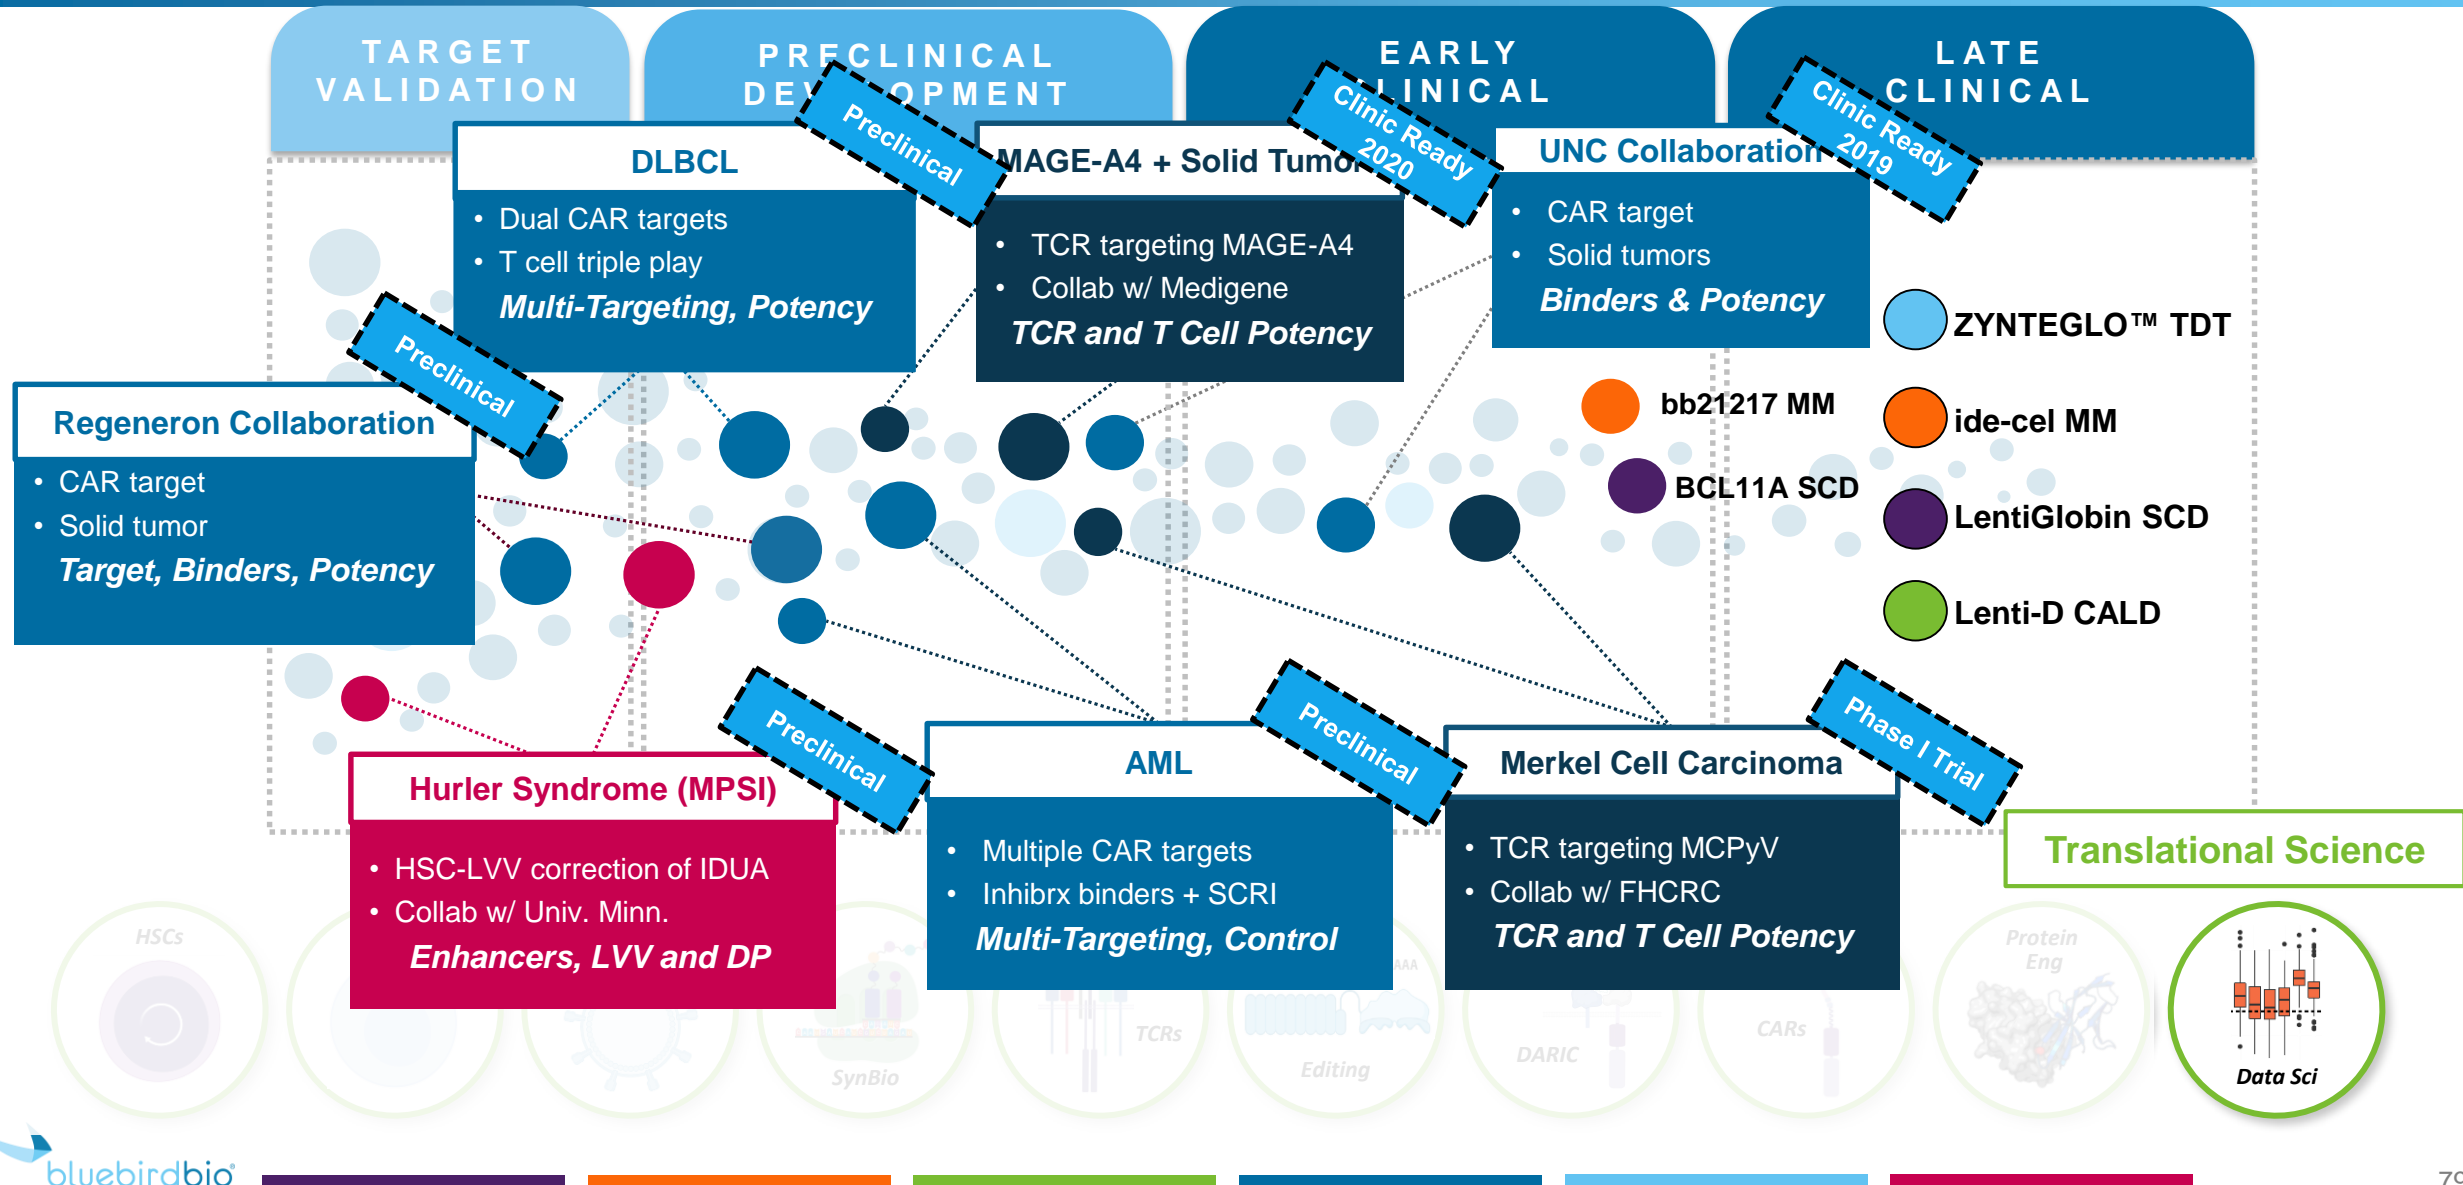 TARGET
VALIDATION
PRECLINICAL
DEVELOPMENT
EARLY
CLINICAL
LATE
CLINICAL
Preclinical
DLBCL
• Dual CAR targets
• T cell triple play
Multi-Targeting, Potency
Clinic Ready
2020
MAGE-A4 + Solid Tumor
• TCR targeting MAGE-A4
• Collab w/ Medigene
TCR and T Cell Potency
Clinic Ready
2019
UNC Collaboration
• CAR target
• Solid tumors
Binders & Potency
Preclinical
Regeneron Collaboration
• CAR target
• Solid tumor
Target, Binders, Potency
ZYNTEGLO™ TDT
bb21217 MM
ide-cel MM
BCL11A SCD
LentiGlobin SCD
Lenti-D CALD
Preclinical
Hurler Syndrome (MPSI)
• HSC-LVV correction of IDUA
• Collab w/ Univ. Minn.
Enhancers, LVV and DP
Preclinical
AML
• Multiple CAR targets
• Inhibrx binders + SCRI
Multi-Targeting, Control
Phase I Trial
Merkel Cell Carcinoma
• TCR targeting MCPyV
• Collab w/ FHCRC
TCR and T Cell Potency
Translational Science
HSCs
SynBio
TCRs
AAA
Editing
DARIC
CARs
Protein
Eng
Data Sci
bluebirdbio®